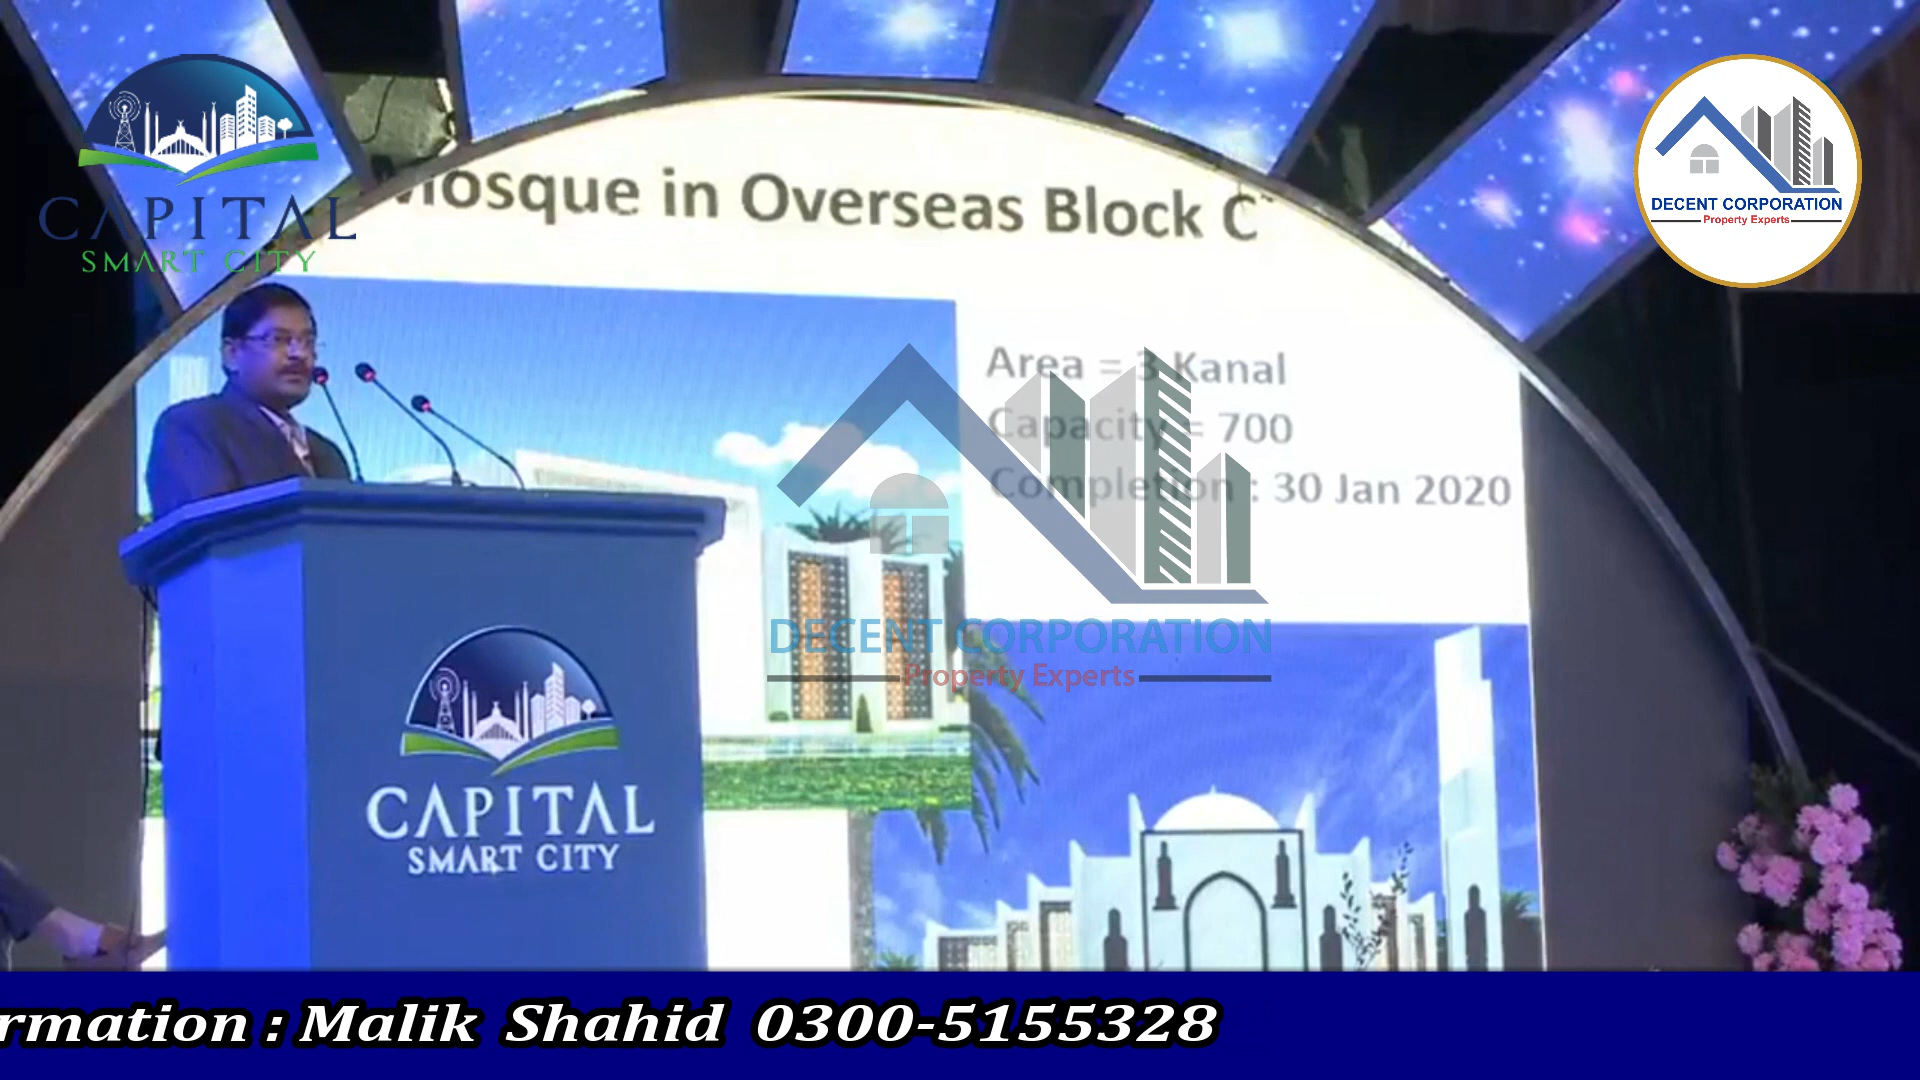 CAPITAL
SMART CITY
DECENT CORPORATION
Property Experts
Mosque in Overseas Block C
Area = 3 Kanal
Capacity = 700
Completion : 30 Jan 2020
DECENT CORPORATION
Property Experts
CAPITAL
SMART CITY
rmation : Malik Shahid 0300-5155328